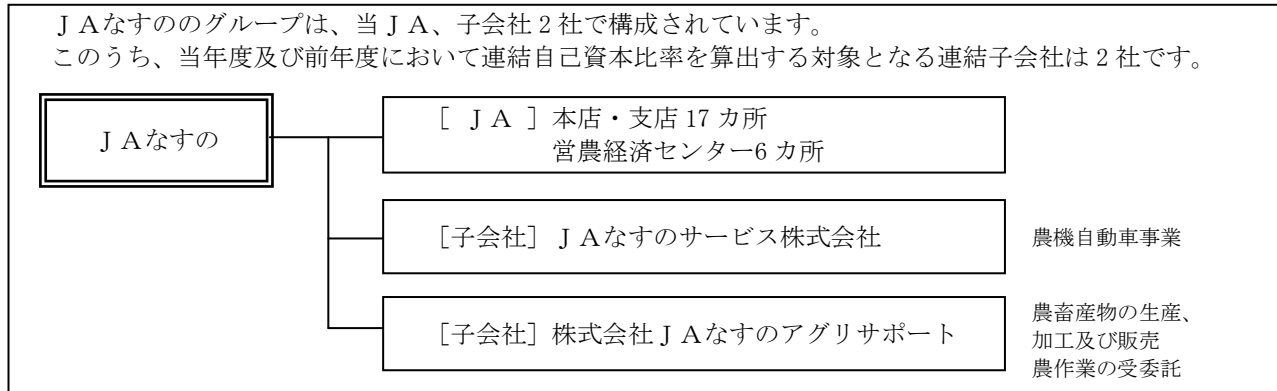 ＪＡなすののグループは、当ＪＡ、子会社2社で構成されています。
このうち、当年度及び前年度において連結自己資本比率を算出する対象となる連結子会社は2社です。
ＪＡなすの
［ ＪＡ ］本店・支店 17 カ所
営農経済センター6 カ所
［子会社］ＪＡなすのサービス株式会社
農機自動車事業
［子会社］株式会社ＪＡなすのアグリサポート
農畜産物の生産、
加工及び販売
農作業の受委託